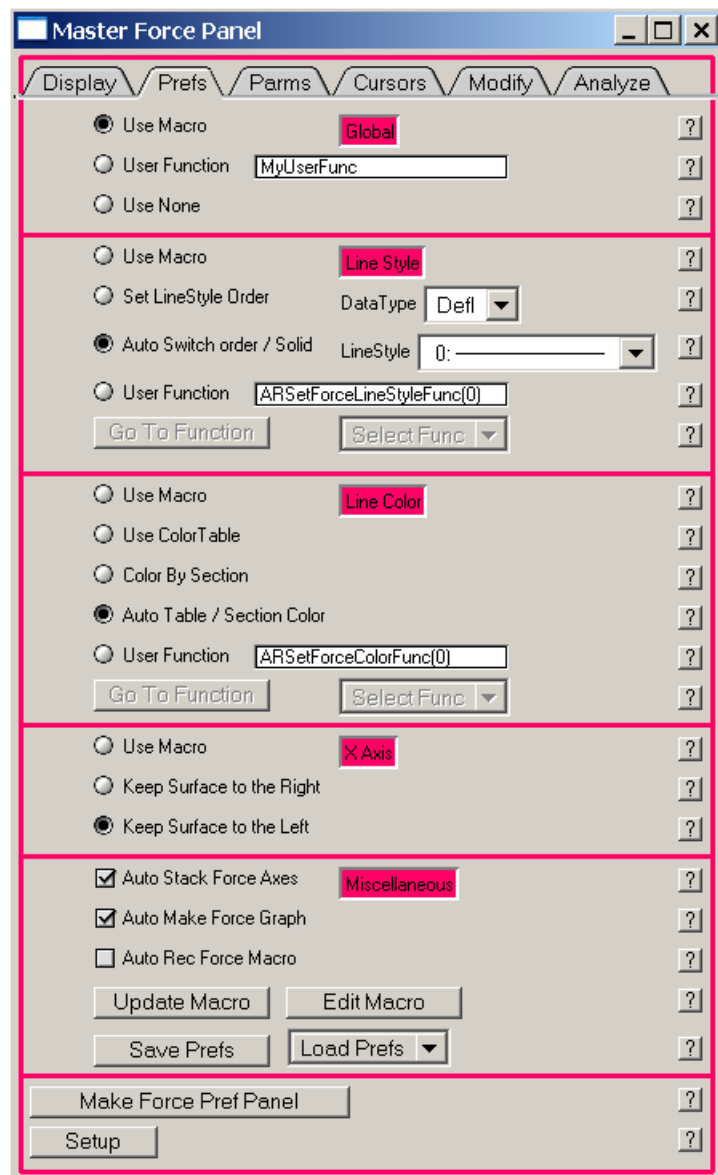 Master Force Panel
Display Prefs Parms Cursors Modify Analyze
Use Macro Global ?
User Function MyUserFunc ?
Use None ?
Use Macro Line Style ?
Set LineStyle Order DataType Defl ?
Auto Switch order / Solid LineStyle 0: ?
User Function ARSetForceLineStyleFunc(0) ?
Go To Function Select Func ?
Use Macro Line Color ?
Use ColorTable ?
Color By Section ?
Auto Table / Section Color ?
User Function ARSetForceColorFunc(0) ?
Go To Function Select Func ?
Use Macro X Axis ?
Keep Surface to the Right ?
Keep Surface to the Left ?
Auto Stack Force Axes Miscellaneous ?
Auto Make Force Graph ?
Auto Rec Force Macro ?
Update Macro Edit Macro ?
Save Prefs Load Prefs ?
Make Force Pref Panel ?
Setup ?